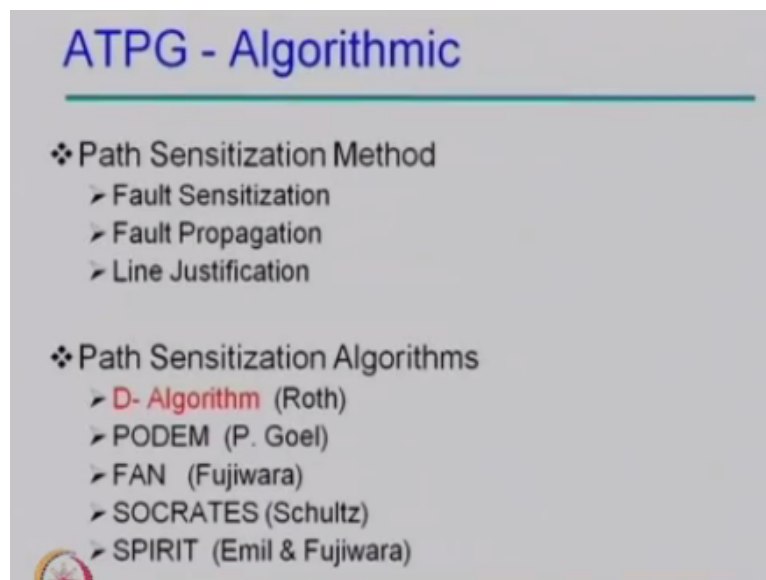 ATPG - Algorithmic
❖ Path Sensitization Method
➢ Fault Sensitization
➢ Fault Propagation
➢ Line Justification
❖ Path Sensitization Algorithms
➢ D- Algorithm (Roth)
➢ PODEM (P. Goel)
➢ FAN (Fujiwara)
➢ SOCRATES (Schultz)
➢ SPIRIT (Emil & Fujiwara)